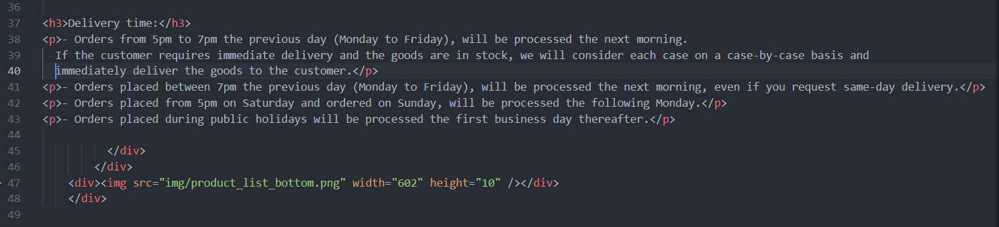 36
37 <h3>Delivery time:</h3>
38 <p>- Orders from 5pm to 7pm the previous day (Monday to Friday), will be processed the next morning.
39 If the customer requires immediate delivery and the goods are in stock, we will consider each case on a case-by-case basis and
40 immediately deliver the goods to the customer.</p>
41 <p>- Orders placed between 7pm the previous day (Monday to Friday), will be processed the next morning, even if you request same-day delivery.</p>
42 <p>- Orders placed from 5pm on Saturday and ordered on Sunday, will be processed the following Monday.</p>
43 <p>- Orders placed during public holidays will be processed the first business day thereafter.</p>
44
45 </div>
46 </div>
47 <div><img src="img/product_list_bottom.png" width="602" height="10" /></div>
48 </div>
49